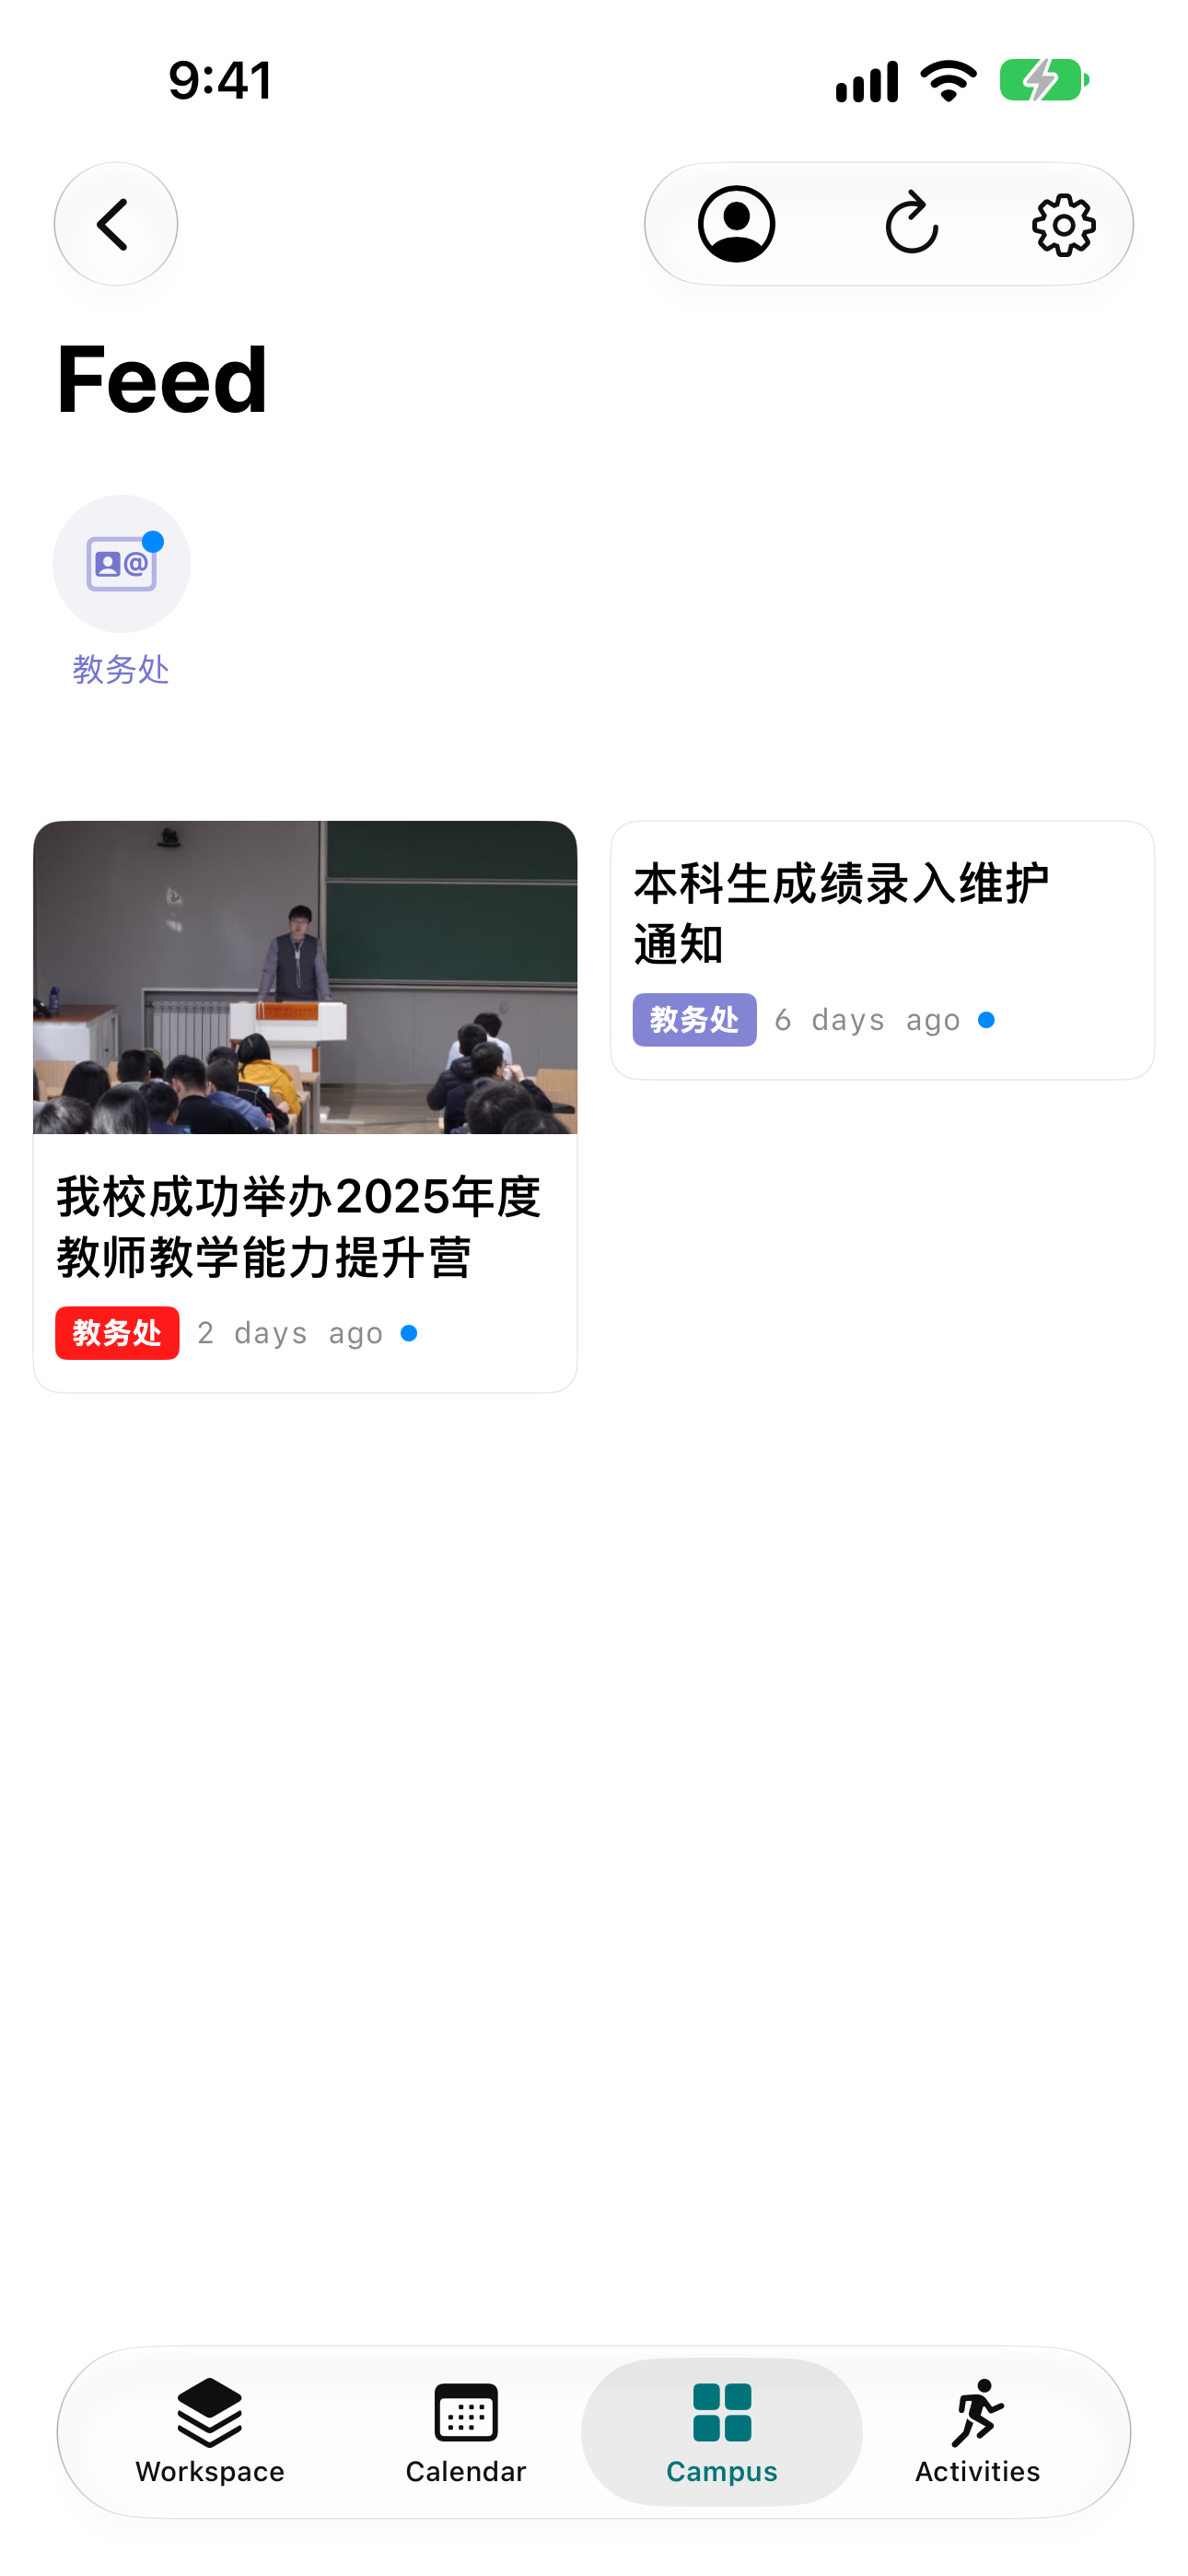 9:41
Feed
@
教务处
我校成功举办2025年度
教师教学能力提升营
教务处 2 days ago
本科生成绩录入维护
通知
教务处 6 days ago
Workspace
Calendar
Campus
Activities